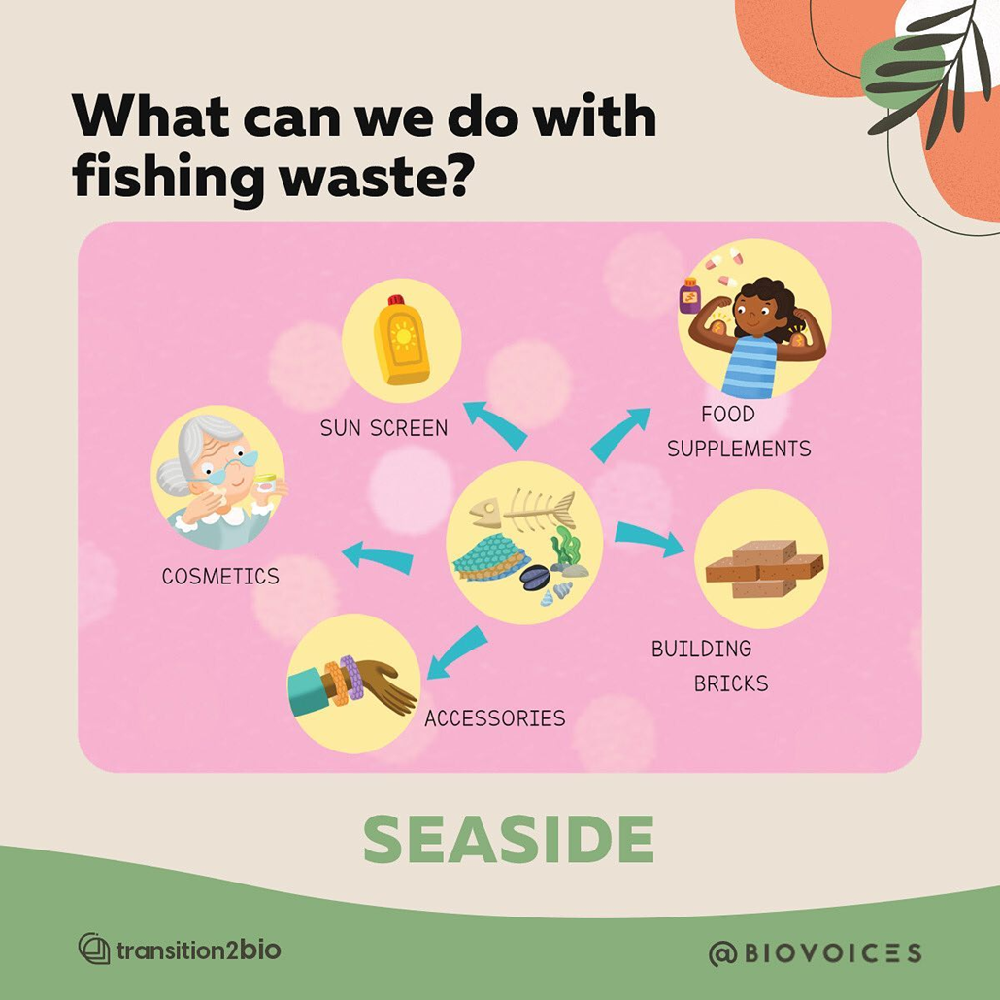 What can we do with
fishing waste?
SUN SCREEN
FOOD
SUPPLEMENTS
COSMETICS
BUILDING
BRICKS
ACCESSORIES
SEASIDE
transition2bio
@BIOVOICES